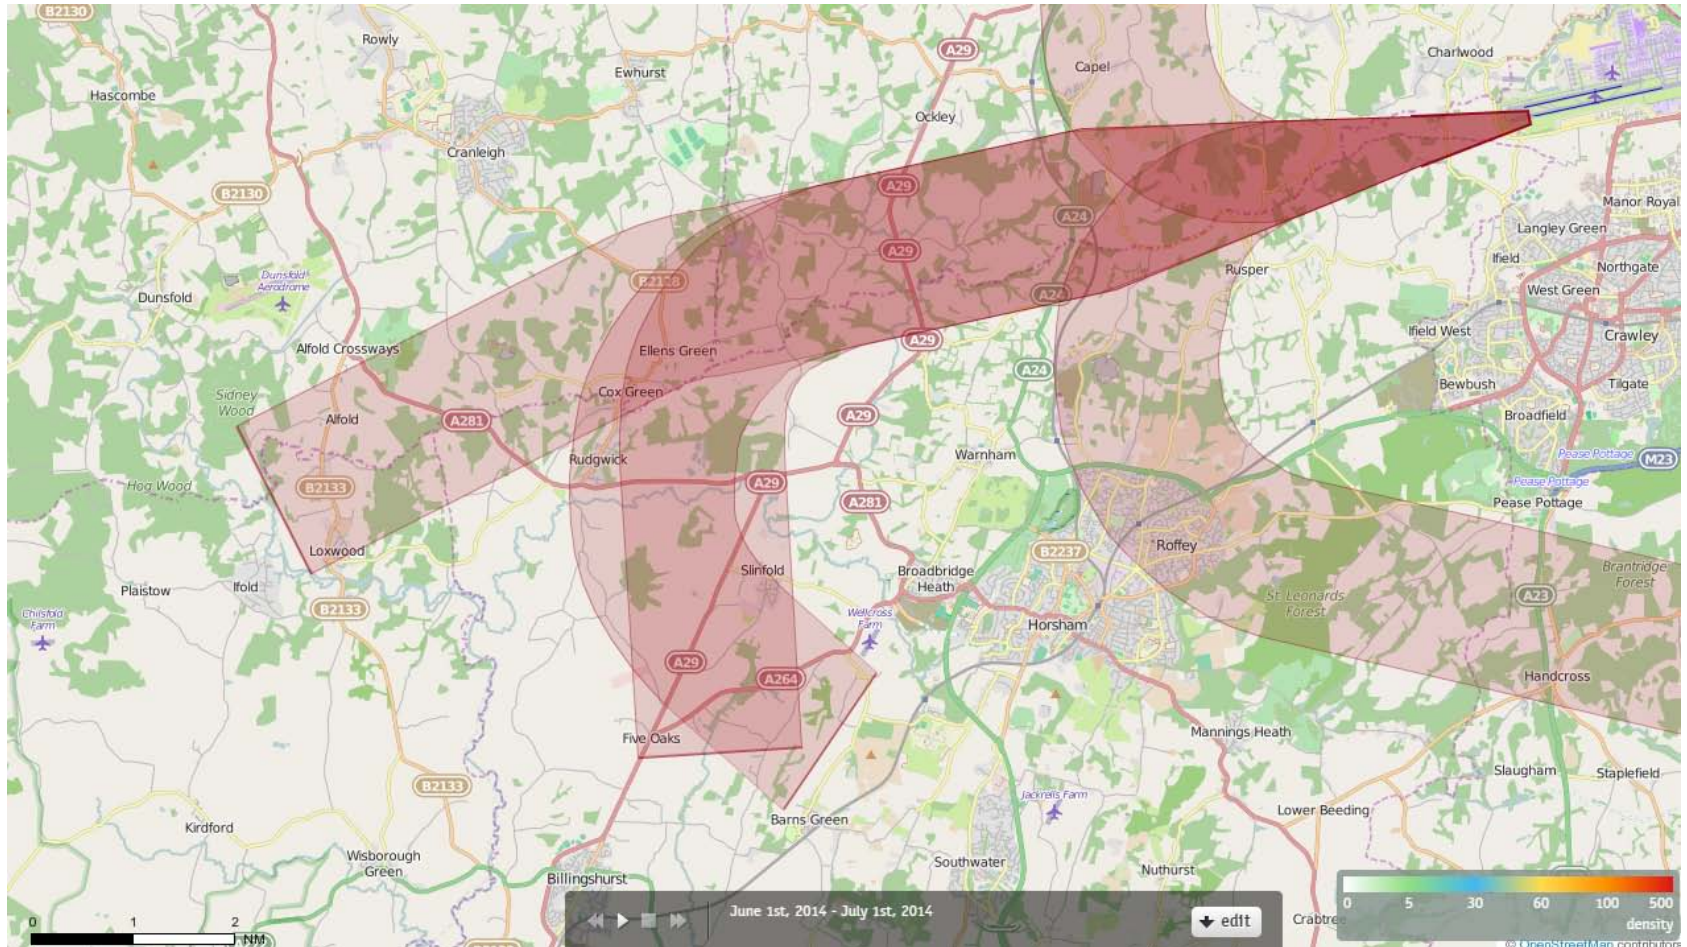 B2130
Rowly
A29
Charlwood
Capel
Ewhurst
Hascombe
Ockley
Cranleigh
A29
B2130
Manor Royal
A24
Langley Green
A29
Ifield
Northgate
Rusper
Dunsfold
Aerodrome
B2128
Dunsfold
A24
West Green
Ifield West
Crawley
A29
Alfold Crossways
Ellens Green
A24
Bewbush
Tilgate
Cox Green
Sidney
Wood
Alfold
A281
A29
Broadfield
Rudgwick
Warnham
Pease Pottage
M23
Hog Wood
B2133
A29
Pease Pottage
A281
Pease Pottage
Loxwood
B2237
Roffey
Slinfold
Broadbridge
Heath
Plaistow
Ifold
Brantridge
Forest
St. Leonards
Forest
A23
B2133
Chilsfold
Farm
Wellcross
Farm
Horsham
A29
A264
Handcross
Five Oaks
Mannings Heath
Slaugham
Staplefield
B2133
Jackrells Farm
Lower Beeding
Kirdford
Barns Green
Wisborough
Green
Southwater
Nuthurst
Billingshurst
June 1st, 2014 - July 1st, 2014
edit
Crabtree
0 5 30 60 100 500
density
0 1 2
NM
© OpenStreetMap contributors